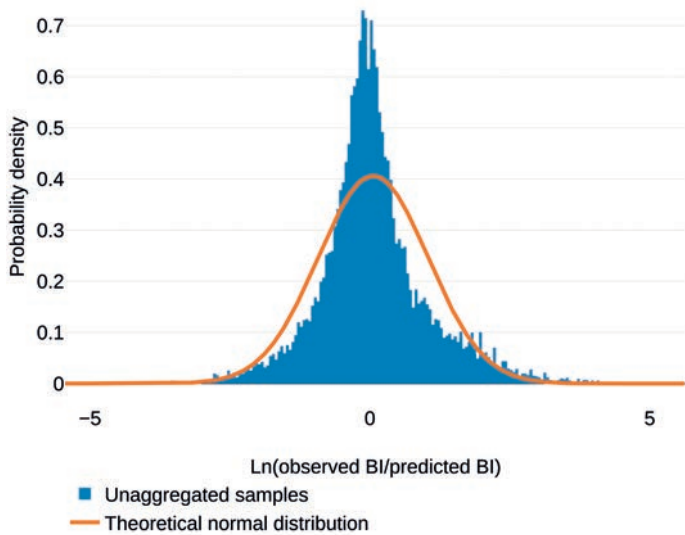 0.7
0.6
0.5
0.4
0.3
0.2
0.1
0
Probability density
−5
0
5
Ln(observed BI/predicted BI)
Unaggregated samples
Theoretical normal distribution